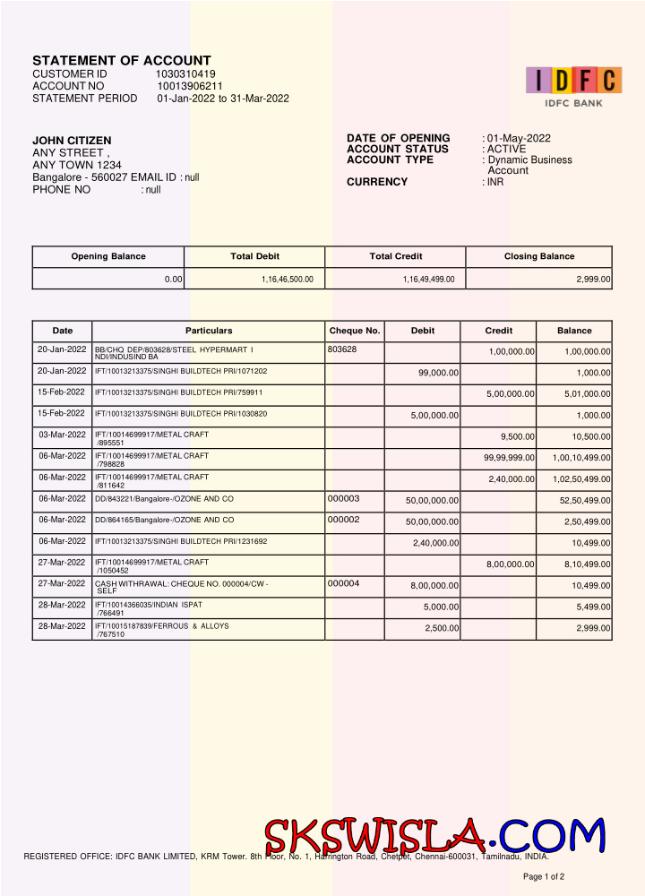 STATEMENT OF ACCOUNT
CUSTOMER ID 1030310419
ACCOUNT NO 10013906211
STATEMENT PERIOD 01-Jan-2022 to 31-Mar-2022
IDFC
IDFC BANK
JOHN CITIZEN
ANY STREET ,
ANY TOWN 1234
Bangalore - 560027 EMAIL ID : null
PHONE NO : null
DATE OF OPENING : 01-May-2022
ACCOUNT STATUS : ACTIVE
ACCOUNT TYPE : Dynamic Business
Account
CURRENCY : INR
Opening Balance Total Debit Total Credit Closing Balance
0.00 1,16,46,500.00 1,16,49,499.00 2,999.00
Date Particulars Cheque No. Debit Credit Balance
20-Jan-2022 BB/CHQ DEP/803628/STEEL HYPERMART I 803628 1,00,000.00 1,00,000.00
NDI/INDUSIND BA
20-Jan-2022 IFT/10013213375/SINGHI BUILDTECH PRI/1071202 99,000.00 1,000.00
15-Feb-2022 IFT/10013213375/SINGHI BUILDTECH PRI/759911 5,00,000.00 5,01,000.00
15-Feb-2022 IFT/10013213375/SINGHI BUILDTECH PRI/1030820 5,00,000.00 1,000.00
03-Mar-2022 IFT/10014699917/METAL CRAFT 9,500.00 10,500.00
/895551
06-Mar-2022 IFT/10014699917/METAL CRAFT 99,99,999.00 1,00,10,499.00
/798828
06-Mar-2022 IFT/10014699917/METAL CRAFT 2,40,000.00 1,02,50,499.00
/811642
06-Mar-2022 DD/843221/Bangalore-/OZONE AND CO 000003 50,00,000.00 52,50,499.00
06-Mar-2022 DD/864165/Bangalore-/OZONE AND CO 000002 50,00,000.00 2,50,499.00
06-Mar-2022 IFT/10013213375/SINGHI BUILDTECH PRI/1231692 2,40,000.00 10,499.00
27-Mar-2022 IFT/10014699917/METAL CRAFT 8,00,000.00 8,10,499.00
/1050452
27-Mar-2022 CASH WITHRAWAL: CHEQUE NO. 000004/CW - 000004 8,00,000.00 10,499.00
SELF
28-Mar-2022 IFT/10014366035/INDIAN ISPAT 5,000.00 5,499.00
/766491
28-Mar-2022 IFT/10015187839/FERROUS & ALLOYS 2,500.00 2,999.00
/767510
SKSWISLA.COM
REGISTERED OFFICE: IDFC BANK LIMITED, KRM Tower. 8th Floor, No. 1, Harrington Road, Chetpet, Chennai-600031, Tamilnadu, INDIA.
Page 1 of 2